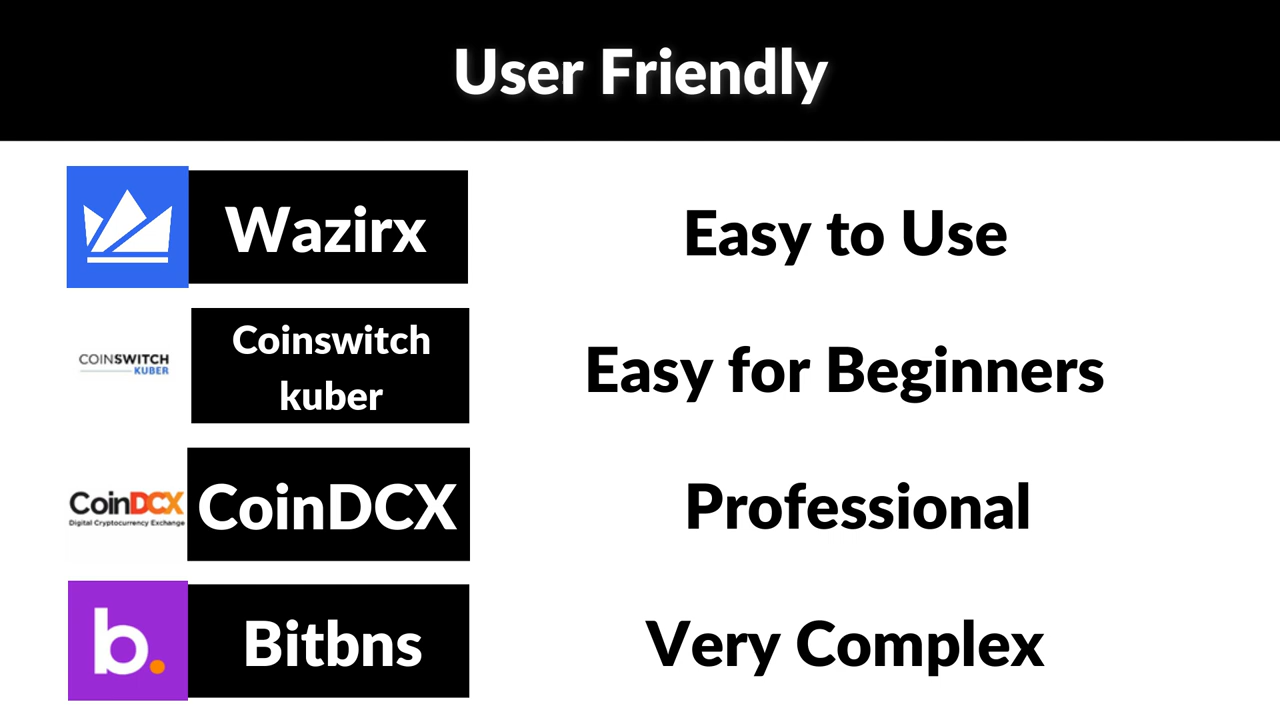 User Friendly
Wazirx
Easy to Use
COINSWITCH
KUBER
Coinswitch
kuber
Easy for Beginners
CoinDCX
Digital Cryptocurrency Exchange
CoinDCX
Professional
b.
Bitbns
Very Complex